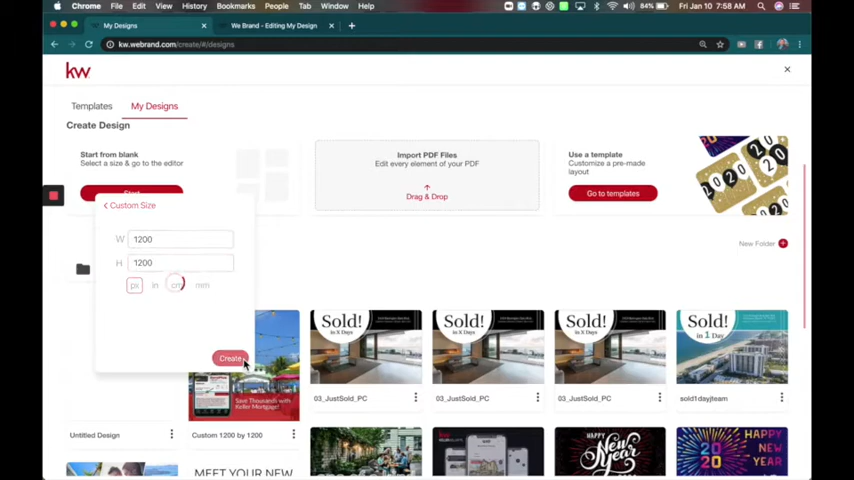 Chrome File Edit View History Bookmarks People Tab Window Help 84% Fri Jan 10 7:58 AM
My Designs × We Brand - Editing My Design × +
kw.webrand.com/create/#/designs
kw ×
Templates My Designs
Create Design
Start from blank
Select a size & go to the editor
Start
Import PDF Files
Edit every element of your PDF
Drag & Drop
Use a template
Customize a pre-made
layout
Go to templates
2020
Custom Size
W 1200
H 1200
px in cm mm
Create
New Folder +
Save Thousands with
Keller Mortgage!
Sold!
in X Days
Sold!
in X Days
Sold!
in X Days
Sold!
in 1 Day
03_JustSold_PC
03_JustSold_PC
03_JustSold_PC
sold1dayjteam
Untitled Design
Custom 1200 by 1200
MEET YOUR NEW
HAPPY
New Year
HAPPY
2020
NEW
YEAR